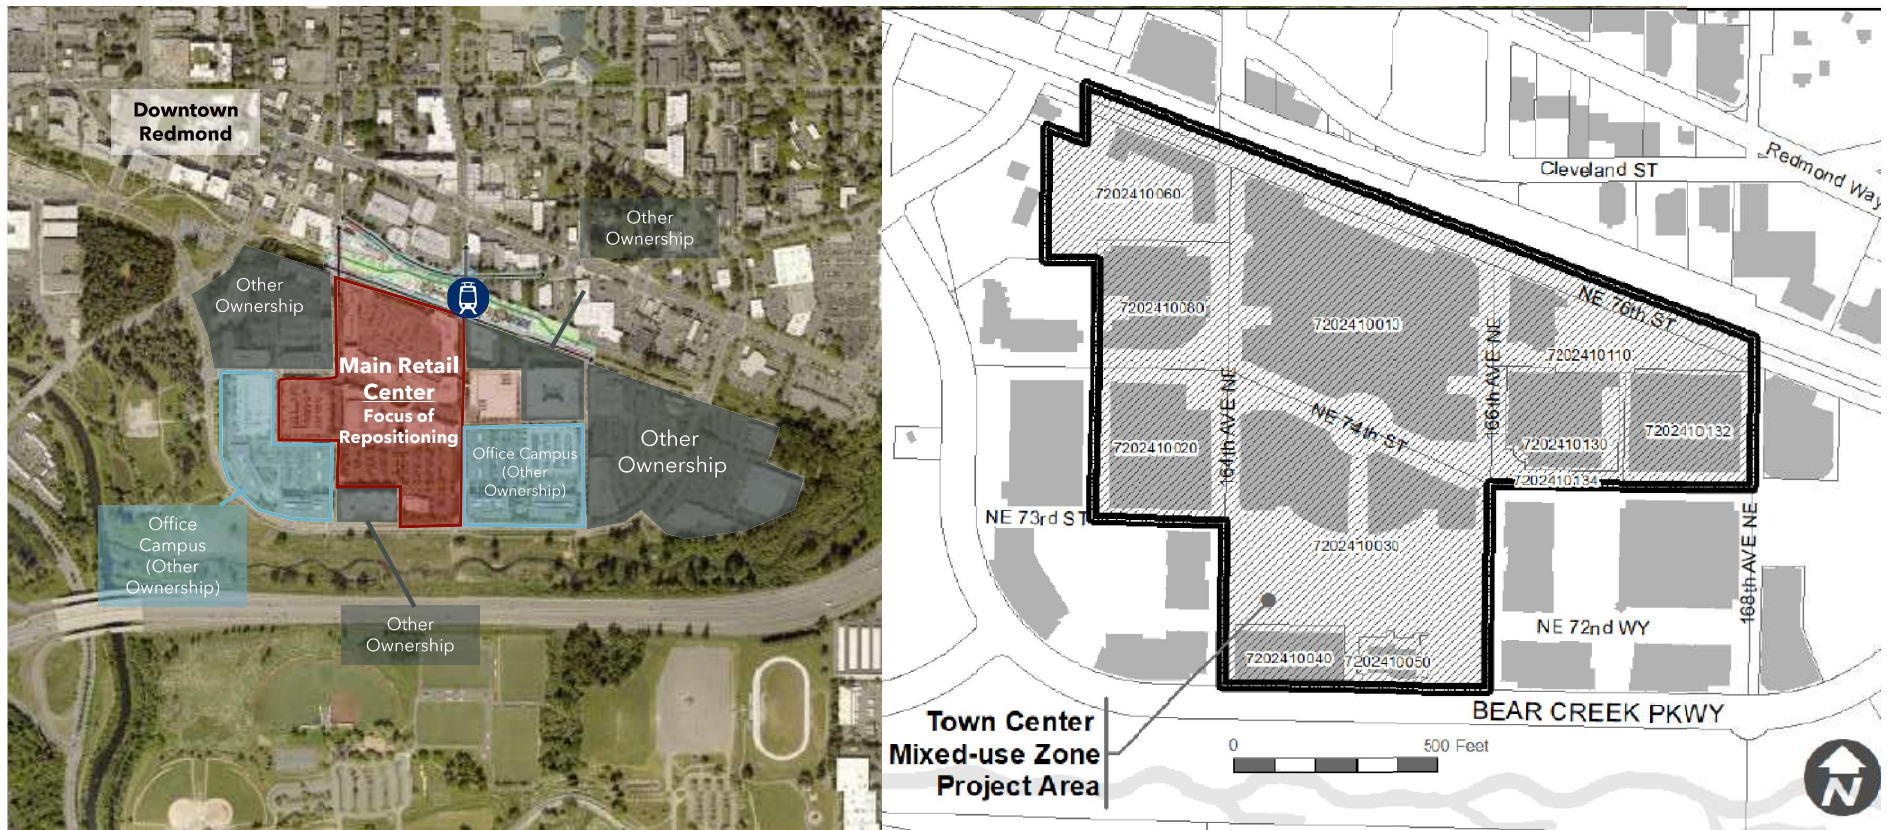 Downtown
Redmond
Other
Ownership
Other
Ownership
Main Retail
Center
Focus of
Repositioning
Other
Ownership
Office Campus
(Other
Ownership)
Office
Campus
(Other
Ownership)
Other
Ownership
Cleveland ST
Redmond Way
7202410060
NE 76th ST
7202410080
7202410010
166th AVE NE
7202410110
164th AVE NE
NE 74th ST
7202410020
7202410130
7202410132
7202410134
NE 73rd ST
7202410030
168th AVE NE
NE 72nd WY
7202410040
7202410050
BEAR CREEK PKWY
Town Center
Mixed-use Zone
Project Area
0 500 Feet
N